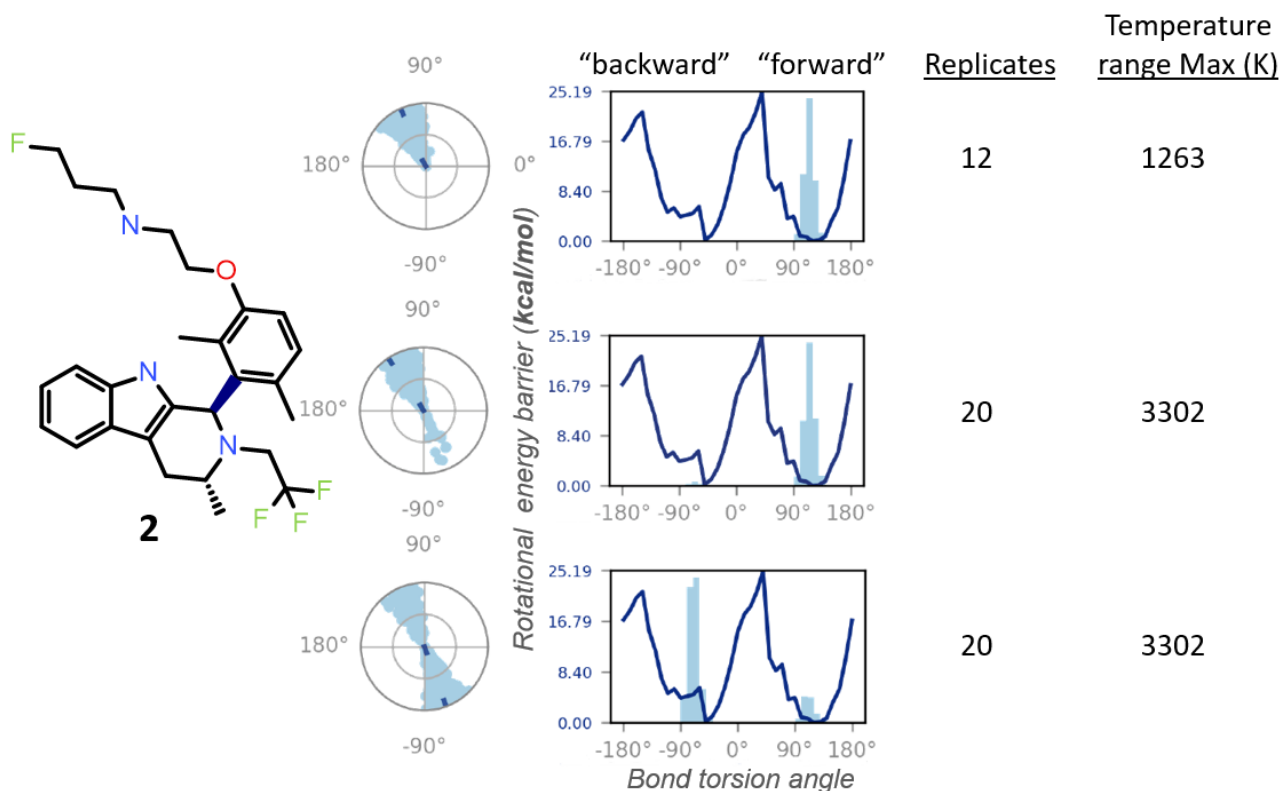 Temperature
"backward" "forward" Replicates range Max (K)
90°
180° 0°
-90°
25.19
16.79
8.40
0.00
-180° -90° 0° 90° 180°
12 1263
90°
180°
-90°
25.19
16.79
8.40
0.00
-180° -90° 0° 90° 180°
20 3302
90°
180°
-90°
25.19
16.79
8.40
0.00
-180° -90° 0° 90° 180°
20 3302
Rotational energy barrier (kcal/mol)
Bond torsion angle
F
N
O
N
N
F
F
F
2